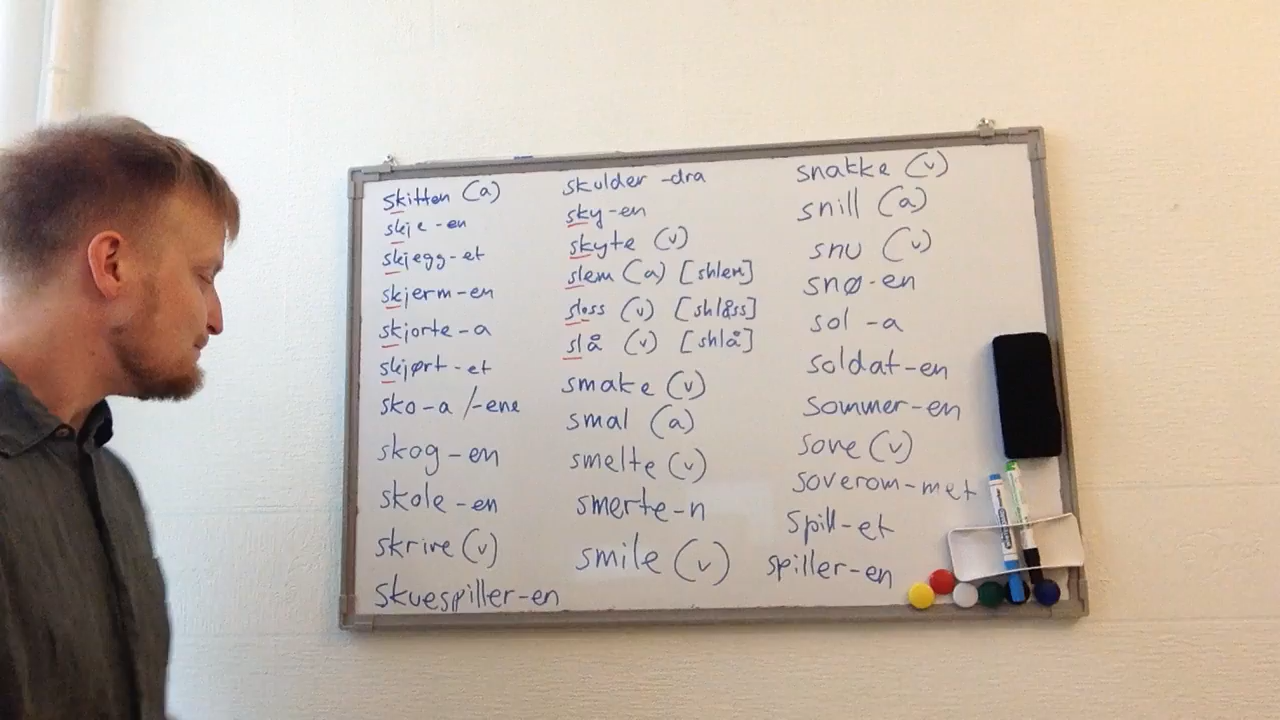 skitten (a)
skje-en
skjegg-et
skjerm-en
skjorte-a
skjørt-et
sko-a/-ene
skog-en
skole-en
skrive (v)
skuespiller-en
skulder -dra
sky-en
skyte (v)
slem (a) [shlem]
sloss (v) [shlåss]
slå (v) [shlå]
smake (v)
smal (a)
smelte (v)
smerte-n
smile (v)
snakke (v)
snill (a)
snu (v)
snø-en
sol -a
soldat-en
sommer-en
sove (v)
soverom-met
spill-et
spiller-en